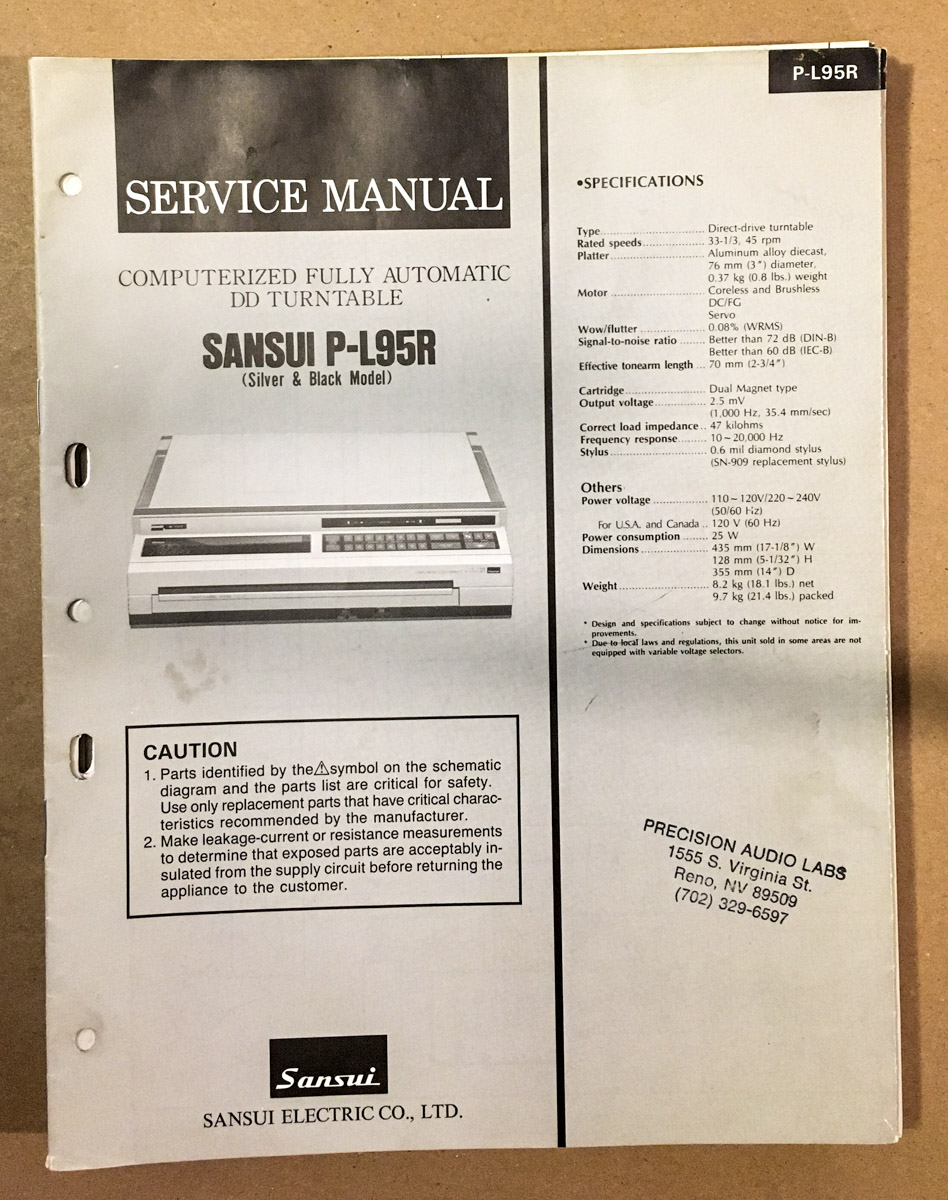 P-L95R
SERVICE MANUAL
COMPUTERIZED FULLY AUTOMATIC
DD TURNTABLE
SANSUI P-L95R
(Silver & Black Model)
CAUTION
1. Parts identified by the⚠symbol on the schematic
diagram and the parts list are critical for safety.
Use only replacement parts that have critical charac-
teristics recommended by the manufacturer.
2. Make leakage-current or resistance measurements
to determine that exposed parts are acceptably in-
sulated from the supply circuit before returning the
appliance to the customer.
Sansui
SANSUI ELECTRIC CO., LTD.
•SPECIFICATIONS
Type.......................... Direct-drive turntable
Rated speeds................. 33-1/3, 45 rpm
Platter......................... Aluminum alloy diecast,
76 mm (3″) diameter,
0.37 kg (0.8 lbs.) weight
Motor ......................... Coreless and Brushless
DC/FG
Servo
Wow/flutter .................. 0.08% (WRMS)
Signal-to-noise ratio ....... Better than 72 dB (DIN-B)
Better than 60 dB (IEC-B)
Effective tonearm length ... 70 mm (2-3/4″)
Cartridge...................... Dual Magnet type
Output voltage.............. 2.5 mV
(1,000 Hz, 35.4 mm/sec)
Correct load impedance .. 47 kilohms
Frequency response........ 10~20,000 Hz
Stylus.......................... 0.6 mil diamond stylus
(SN-909 replacement stylus)
Others
Power voltage ............... 110~120V/220~240V
(50/60 Hz)
For U.S.A. and Canada .. 120 V (60 Hz)
Power consumption ....... 25 W
Dimensions ................... 435 mm (17-1/8″) W
128 mm (5-1/32″) H
355 mm (14″) D
Weight ......................... 8.2 kg (18.1 lbs.) net
9.7 kg (21.4 lbs.) packed
* Design and specifications subject to change without notice for im-
provements.
* Due to local laws and regulations, this unit sold in some areas are not
equipped with variable voltage selectors.
PRECISION AUDIO LABS
1555 S. Virginia St.
Reno, NV 89509
(702) 329-6597